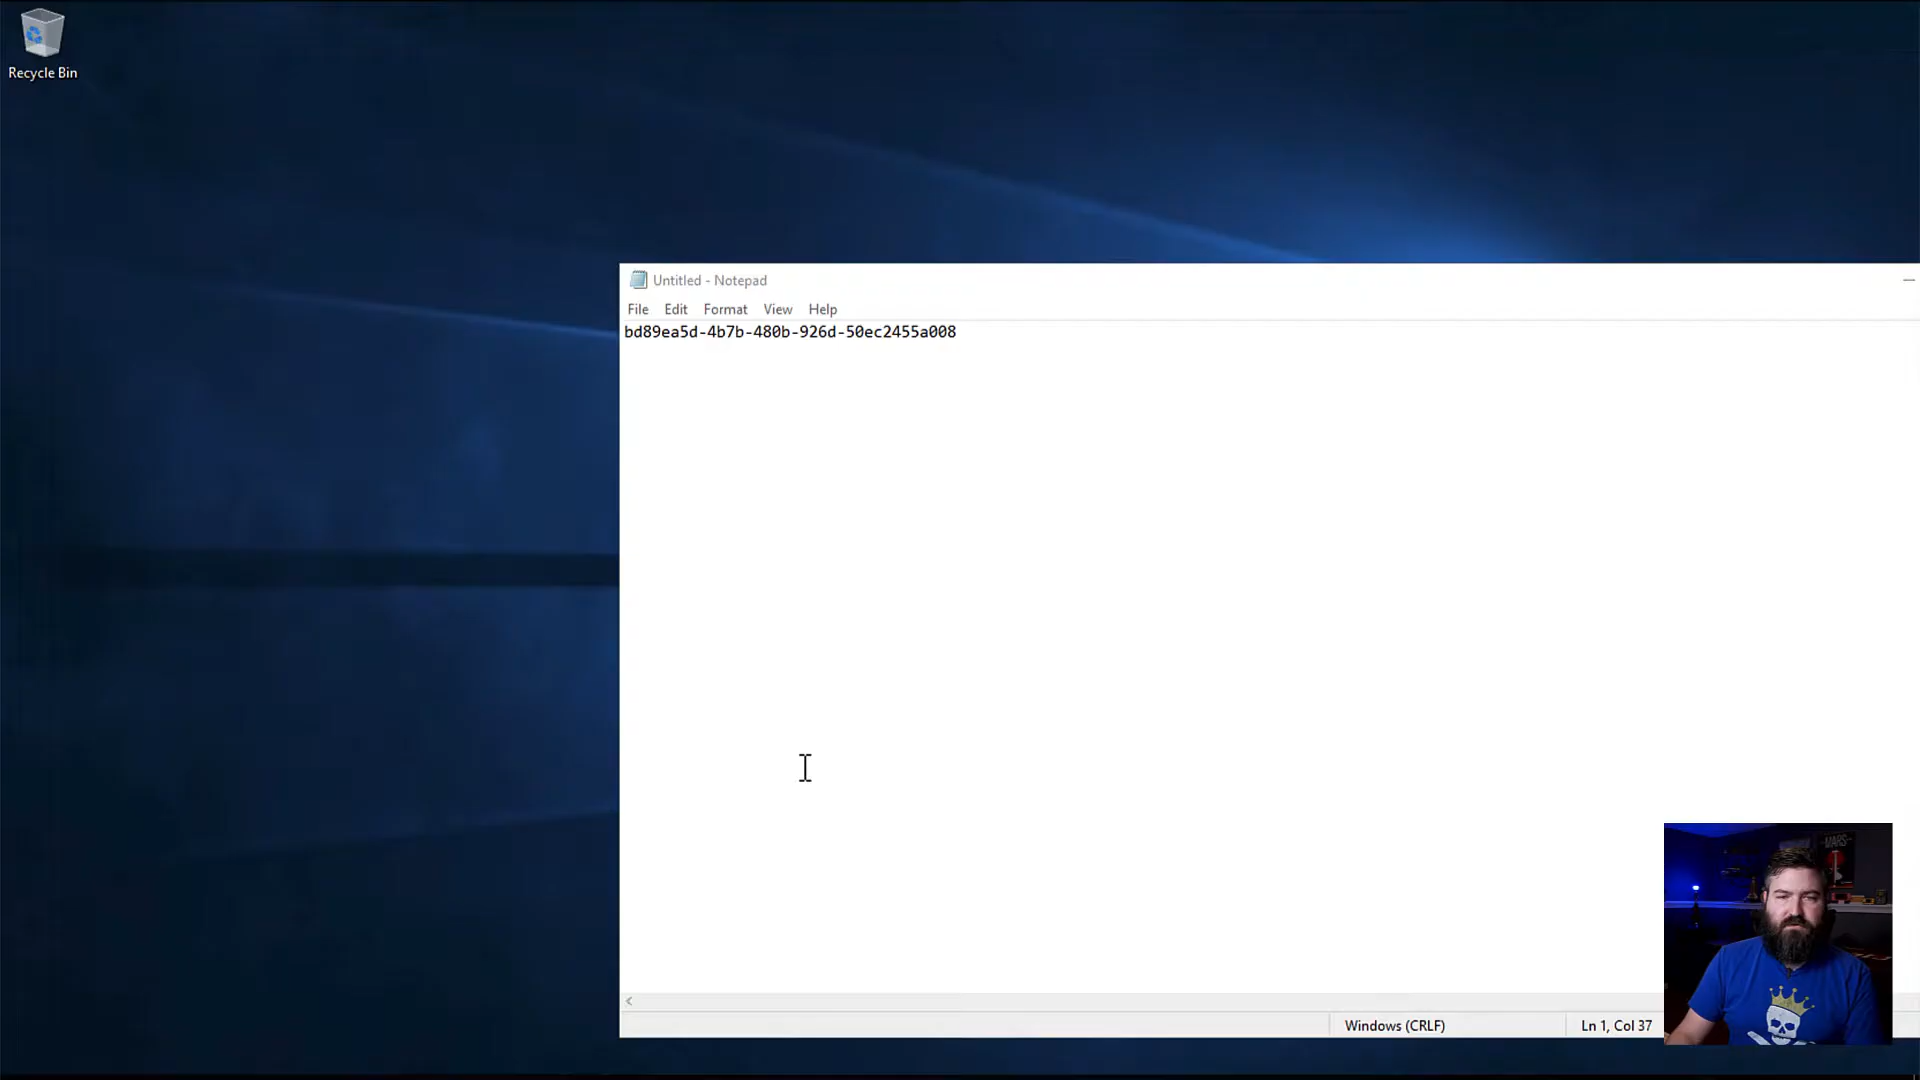 Recycle Bin
Untitled - Notepad
File Edit Format View Help
bd89ea5d-4b7b-480b-926d-50ec2455a008
Windows (CRLF)
Ln 1, Col 37
MARS